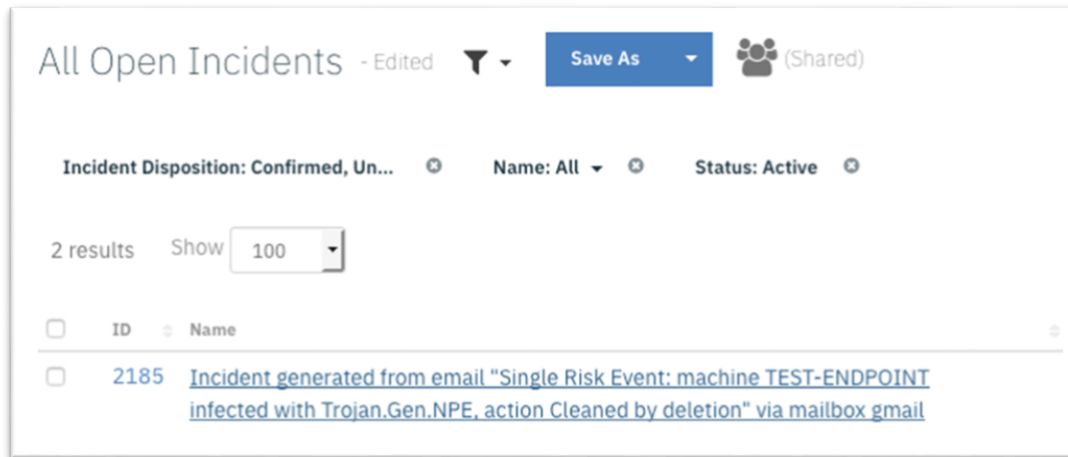 All Open Incidents - Edited Save As (Shared)
Incident Disposition: Confirmed, Un... Name: All Status: Active
2 results Show 100
ID Name
2185 Incident generated from email "Single Risk Event: machine TEST-ENDPOINT
infected with Trojan.Gen.NPE, action Cleaned by deletion" via mailbox gmail